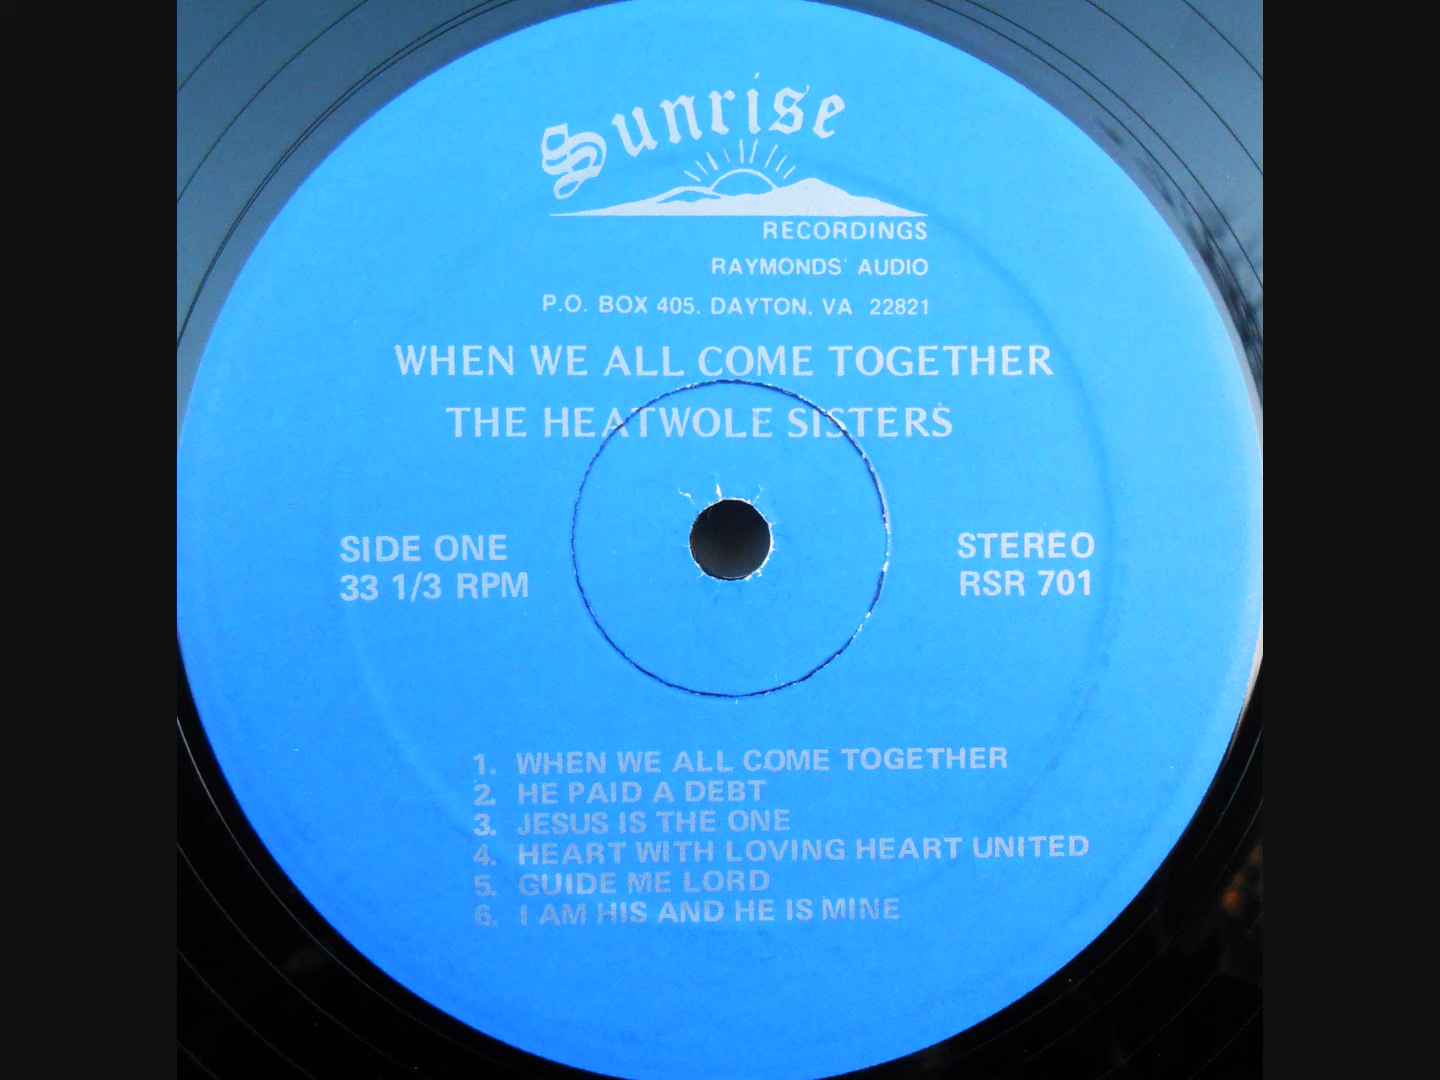 Sunrise
RECORDINGS
RAYMONDS' AUDIO
P.O. BOX 405, DAYTON, VA 22821
WHEN WE ALL COME TOGETHER
THE HEATWOLE SISTERS
SIDE ONE
33 1/3 RPM
STEREO
RSR 701
1. WHEN WE ALL COME TOGETHER
2. HE PAID A DEBT
3. JESUS IS THE ONE
4. HEART WITH LOVING HEART UNITED
5. GUIDE ME LORD
6. I AM HIS AND HE IS MINE